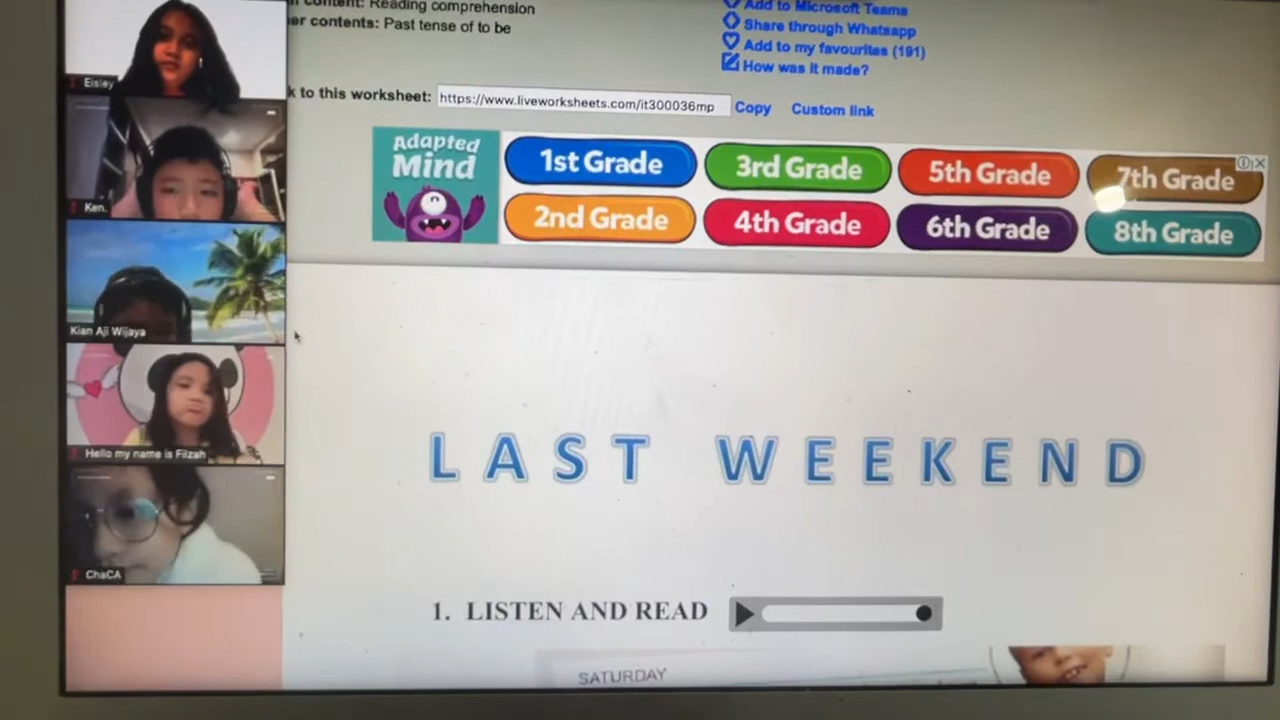 content: Reading comprehension
er contents: Past tense of to be
Add to Microsoft Teams
Share through Whatsapp
Add to my favourites (191)
How was it made?
k to this worksheet: https://www.liveworksheets.com/it300036mp Copy Custom link
Adapted
Mind
1st Grade 3rd Grade 5th Grade 7th Grade
2nd Grade 4th Grade 6th Grade 8th Grade
Eisley
Ken.
Kian Aji Wijaya
Hello my name is Filzah
ChaCA
LAST WEEKEND
1. LISTEN AND READ
SATURDAY